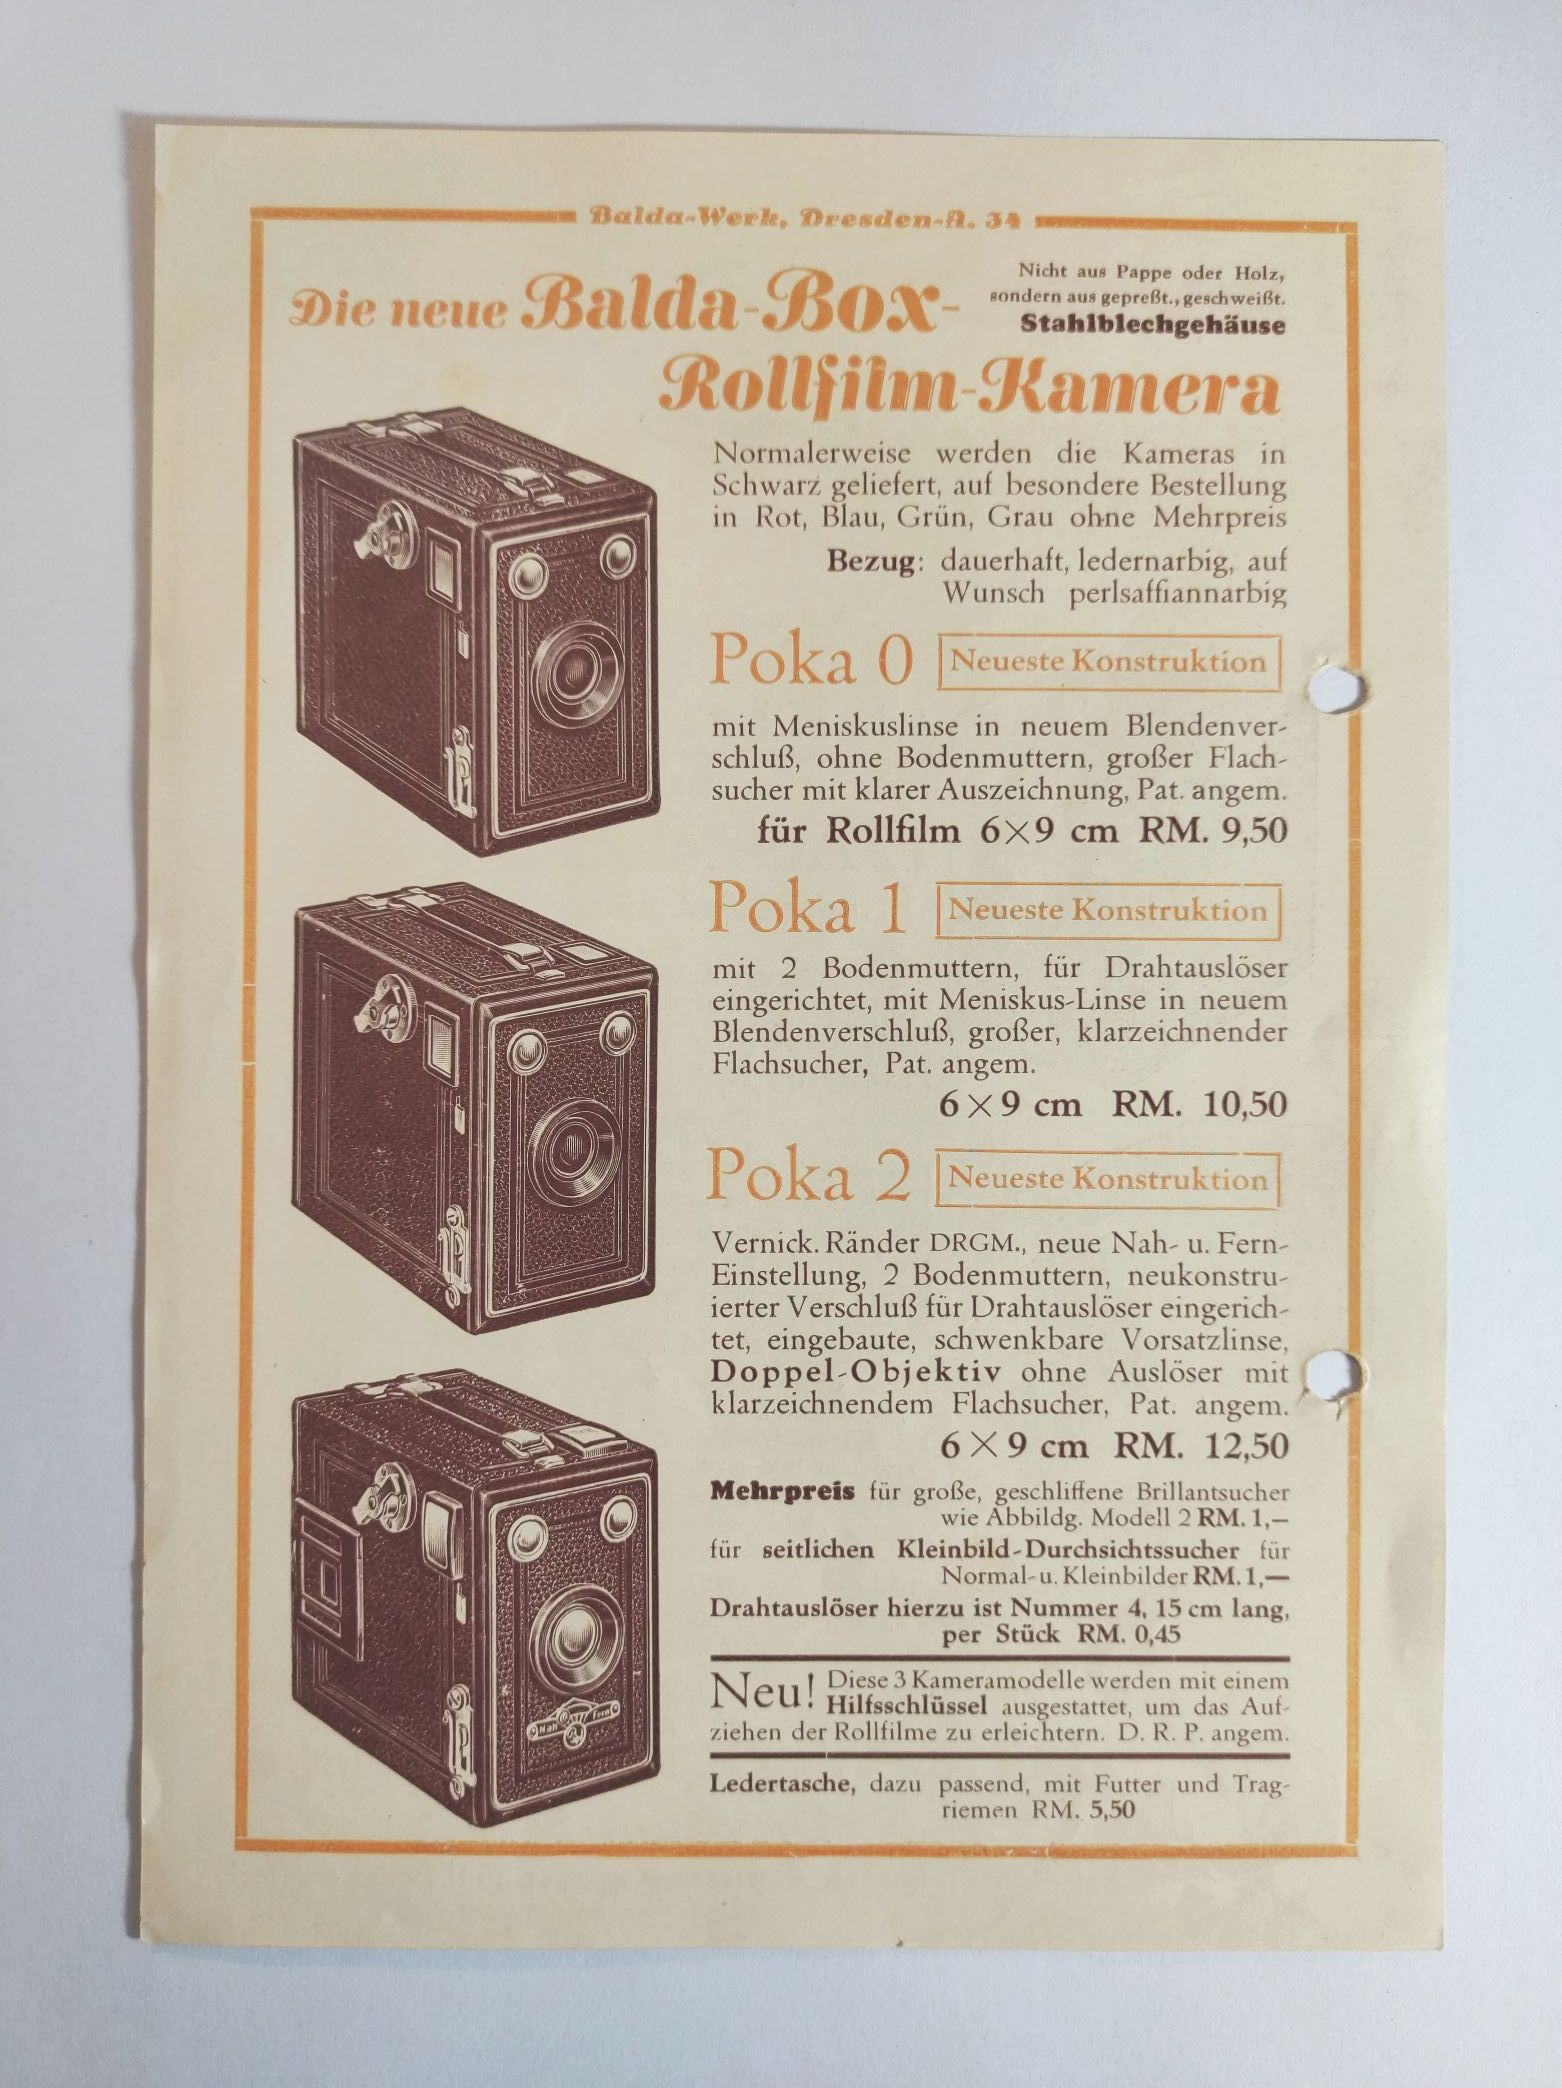 Balda-Werk, Dresden-A. 34
Die neue Balda-Box-
Nicht aus Pappe oder Holz,
sondern aus gepreßt., geschweißt.
Stahlblechgehäuse
Rollfilm-Kamera
Normalerweise werden die Kameras in
Schwarz geliefert, auf besondere Bestellung
in Rot, Blau, Grün, Grau ohne Mehrpreis
Bezug: dauerhaft, ledernarbig, auf
Wunsch perlsaffiannarbig
Poka 0 Neueste Konstruktion
mit Meniskuslinse in neuem Blendenver-
schluß, ohne Bodenmuttern, großer Flach-
sucher mit klarer Auszeichnung, Pat. angem.
für Rollfilm 6×9 cm RM. 9,50
Poka 1 Neueste Konstruktion
mit 2 Bodenmuttern, für Drahtauslöser
eingerichtet, mit Meniskus-Linse in neuem
Blendenverschluß, großer, klarzeichnender
Flachsucher, Pat. angem.
6×9 cm RM. 10,50
Poka 2 Neueste Konstruktion
Vernick. Ränder DRGM., neue Nah- u. Fern-
Einstellung, 2 Bodenmuttern, neukonstru-
ierter Verschluß für Drahtauslöser eingerich-
tet, eingebaute, schwenkbare Vorsatzlinse,
Doppel-Objektiv ohne Auslöser mit
klarzeichnendem Flachsucher, Pat. angem.
6×9 cm RM. 12,50
Mehrpreis für große, geschliffene Brillantsucher
wie Abbildg. Modell 2 RM. 1,—
für seitlichen Kleinbild-Durchsichtssucher für
Normal- u. Kleinbilder RM. 1,—
Drahtauslöser hierzu ist Nummer 4, 15 cm lang,
per Stück RM. 0,45
Neu! Diese 3 Kameramodelle werden mit einem
Hilfsschlüssel ausgestattet, um das Auf-
ziehen der Rollfilme zu erleichtern. D. R. P. angem.
Ledertasche, dazu passend, mit Futter und Trag-
riemen RM. 5,50
Nah Fern